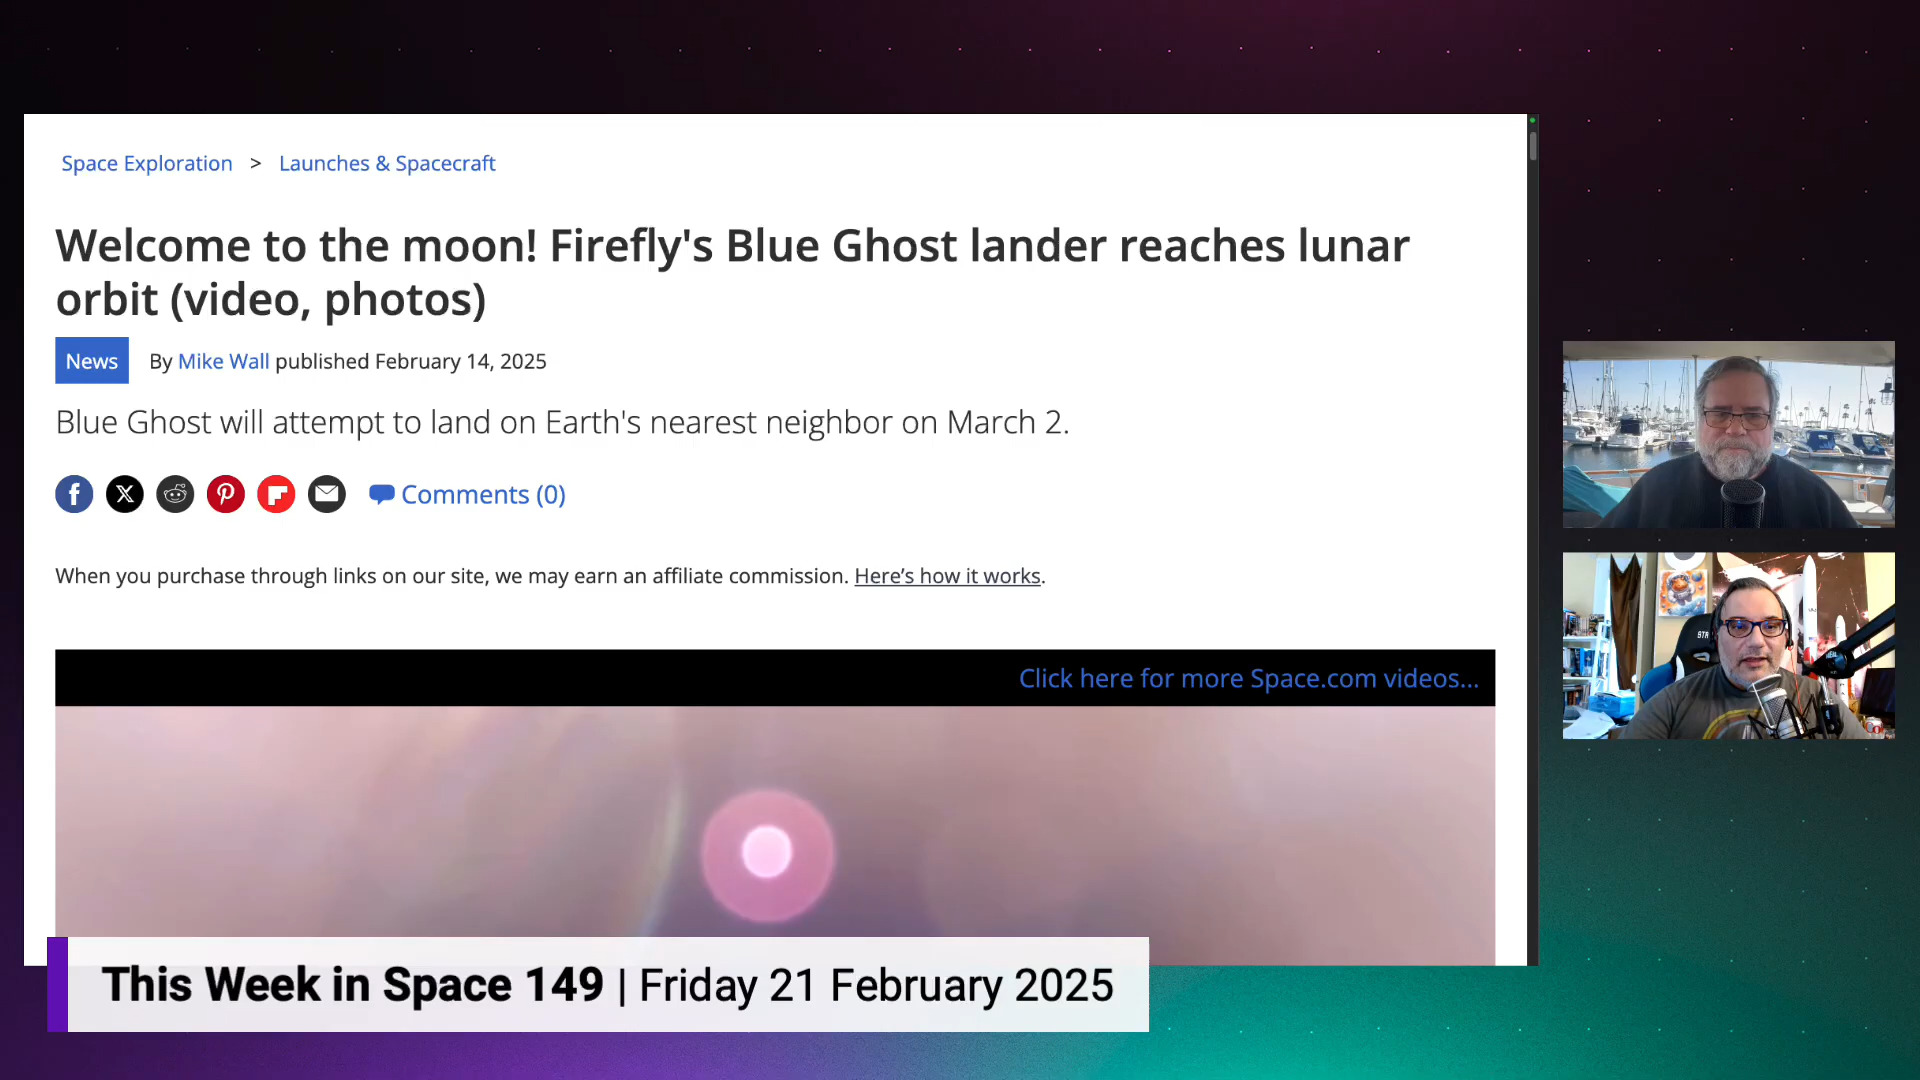 Space Exploration > Launches & Spacecraft
Welcome to the moon! Firefly's Blue Ghost lander reaches lunar
orbit (video, photos)
News By Mike Wall published February 14, 2025
Blue Ghost will attempt to land on Earth's nearest neighbor on March 2.
Comments (0)
When you purchase through links on our site, we may earn an affiliate commission. Here's how it works.
Click here for more Space.com videos...
STR
This Week in Space 149 | Friday 21 February 2025